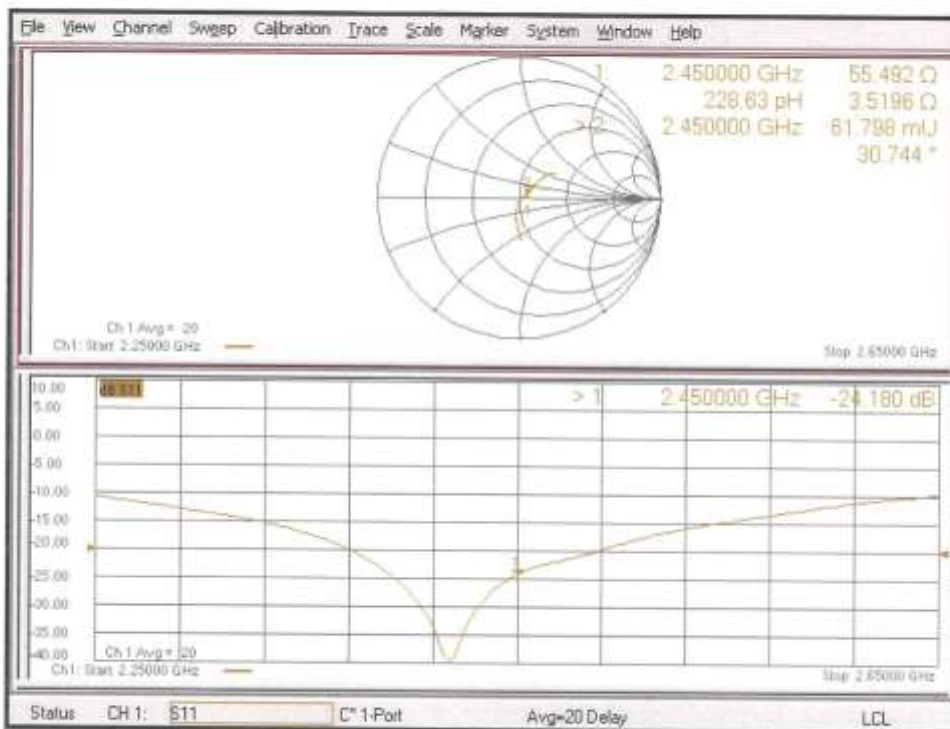 File View Channel Sweep Calibration Trace Scale Marker System Window Help
1: 2.450000 GHz 55.492 Ω
228.63 pH 3.5196 Ω
> 2: 2.450000 GHz 61.798 mU
30.744 °
Ch 1 Avg = 20
Ch1: Start 2.25000 GHz
Stop 2.65000 GHz
10.00 dB S11
> 1: 2.450000 GHz -24.180 dB
5.00
0.00
-5.00
-10.00
-15.00
-20.00
-25.00
1
-30.00
-35.00
-40.00
Ch 1 Avg = 20
Ch1: Start 2.25000 GHz
Stop 2.65000 GHz
Status CH 1: S11 C* 1-Port Avg=20 Delay LCL